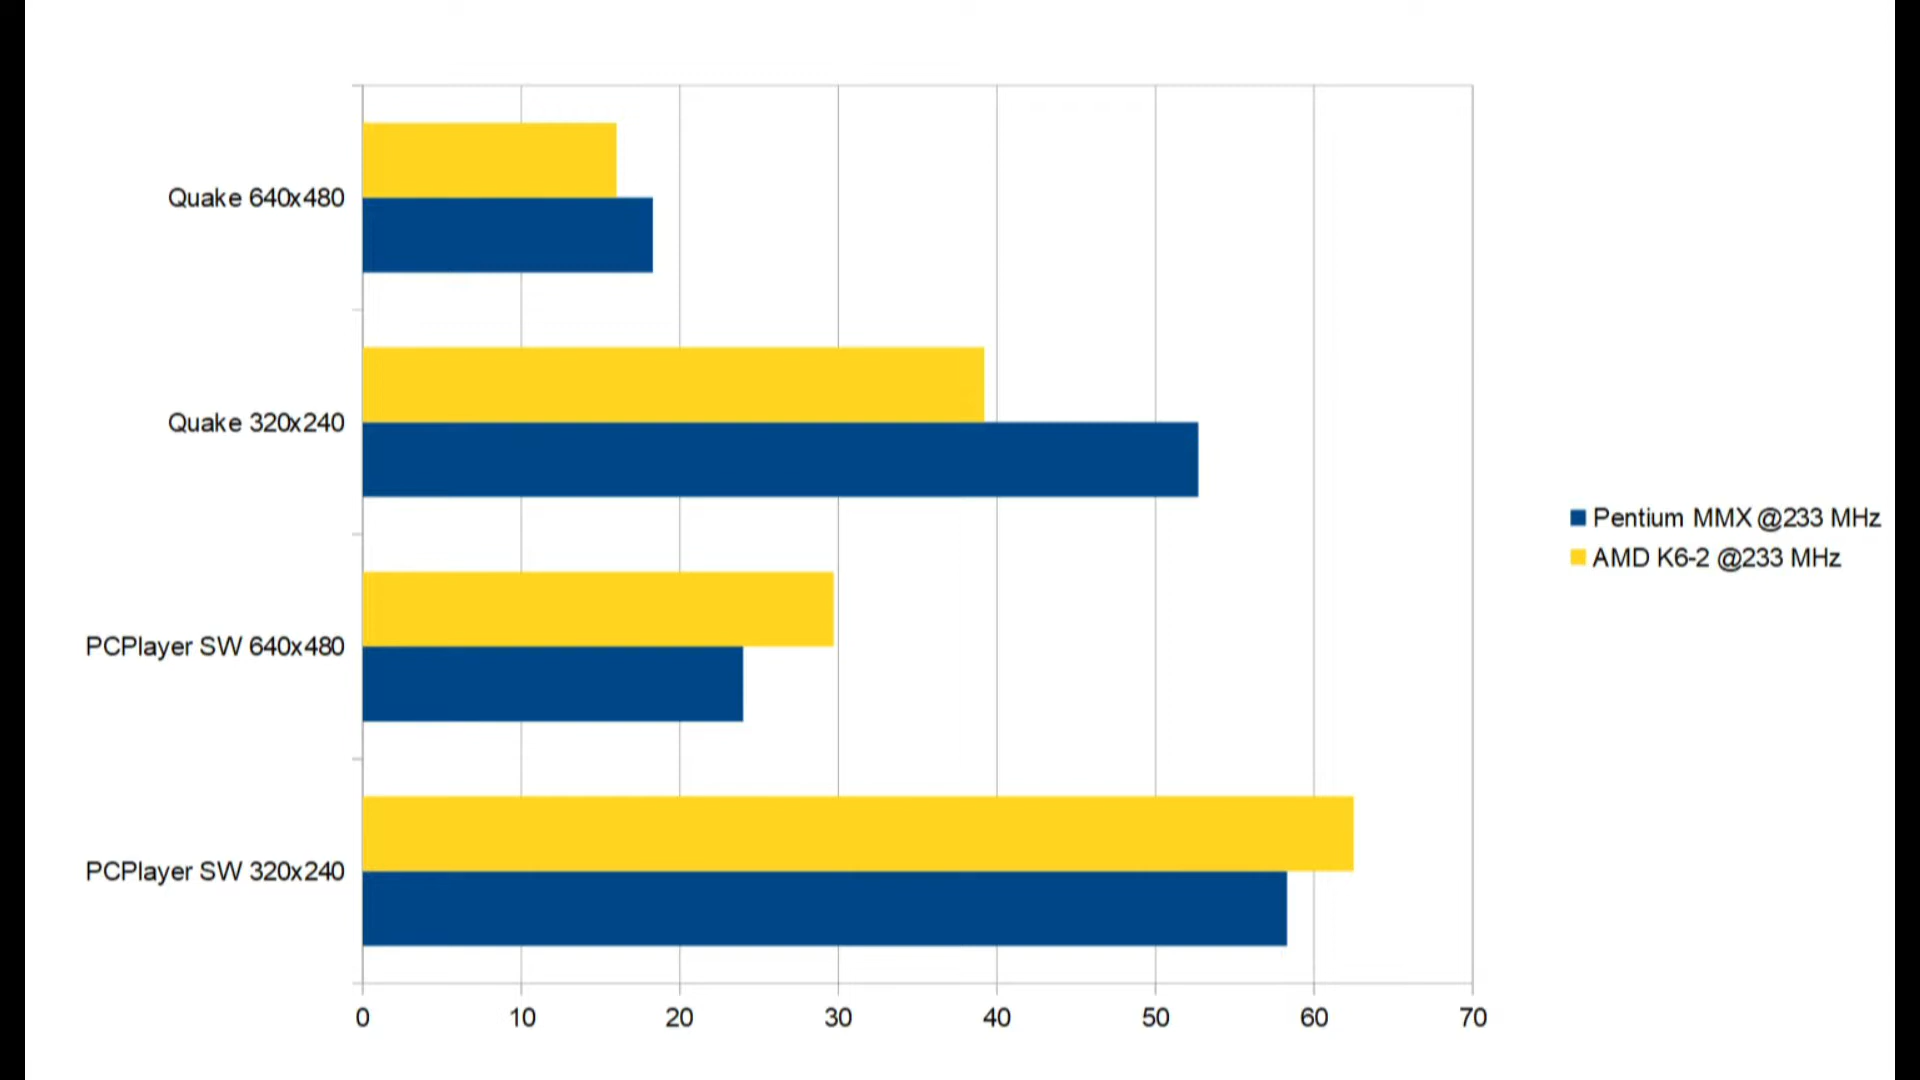 Quake 640x480
Quake 320x240
PCPlayer SW 640x480
PCPlayer SW 320x240
0 10 20 30 40 50 60 70
Pentium MMX @233 MHz
AMD K6-2 @233 MHz